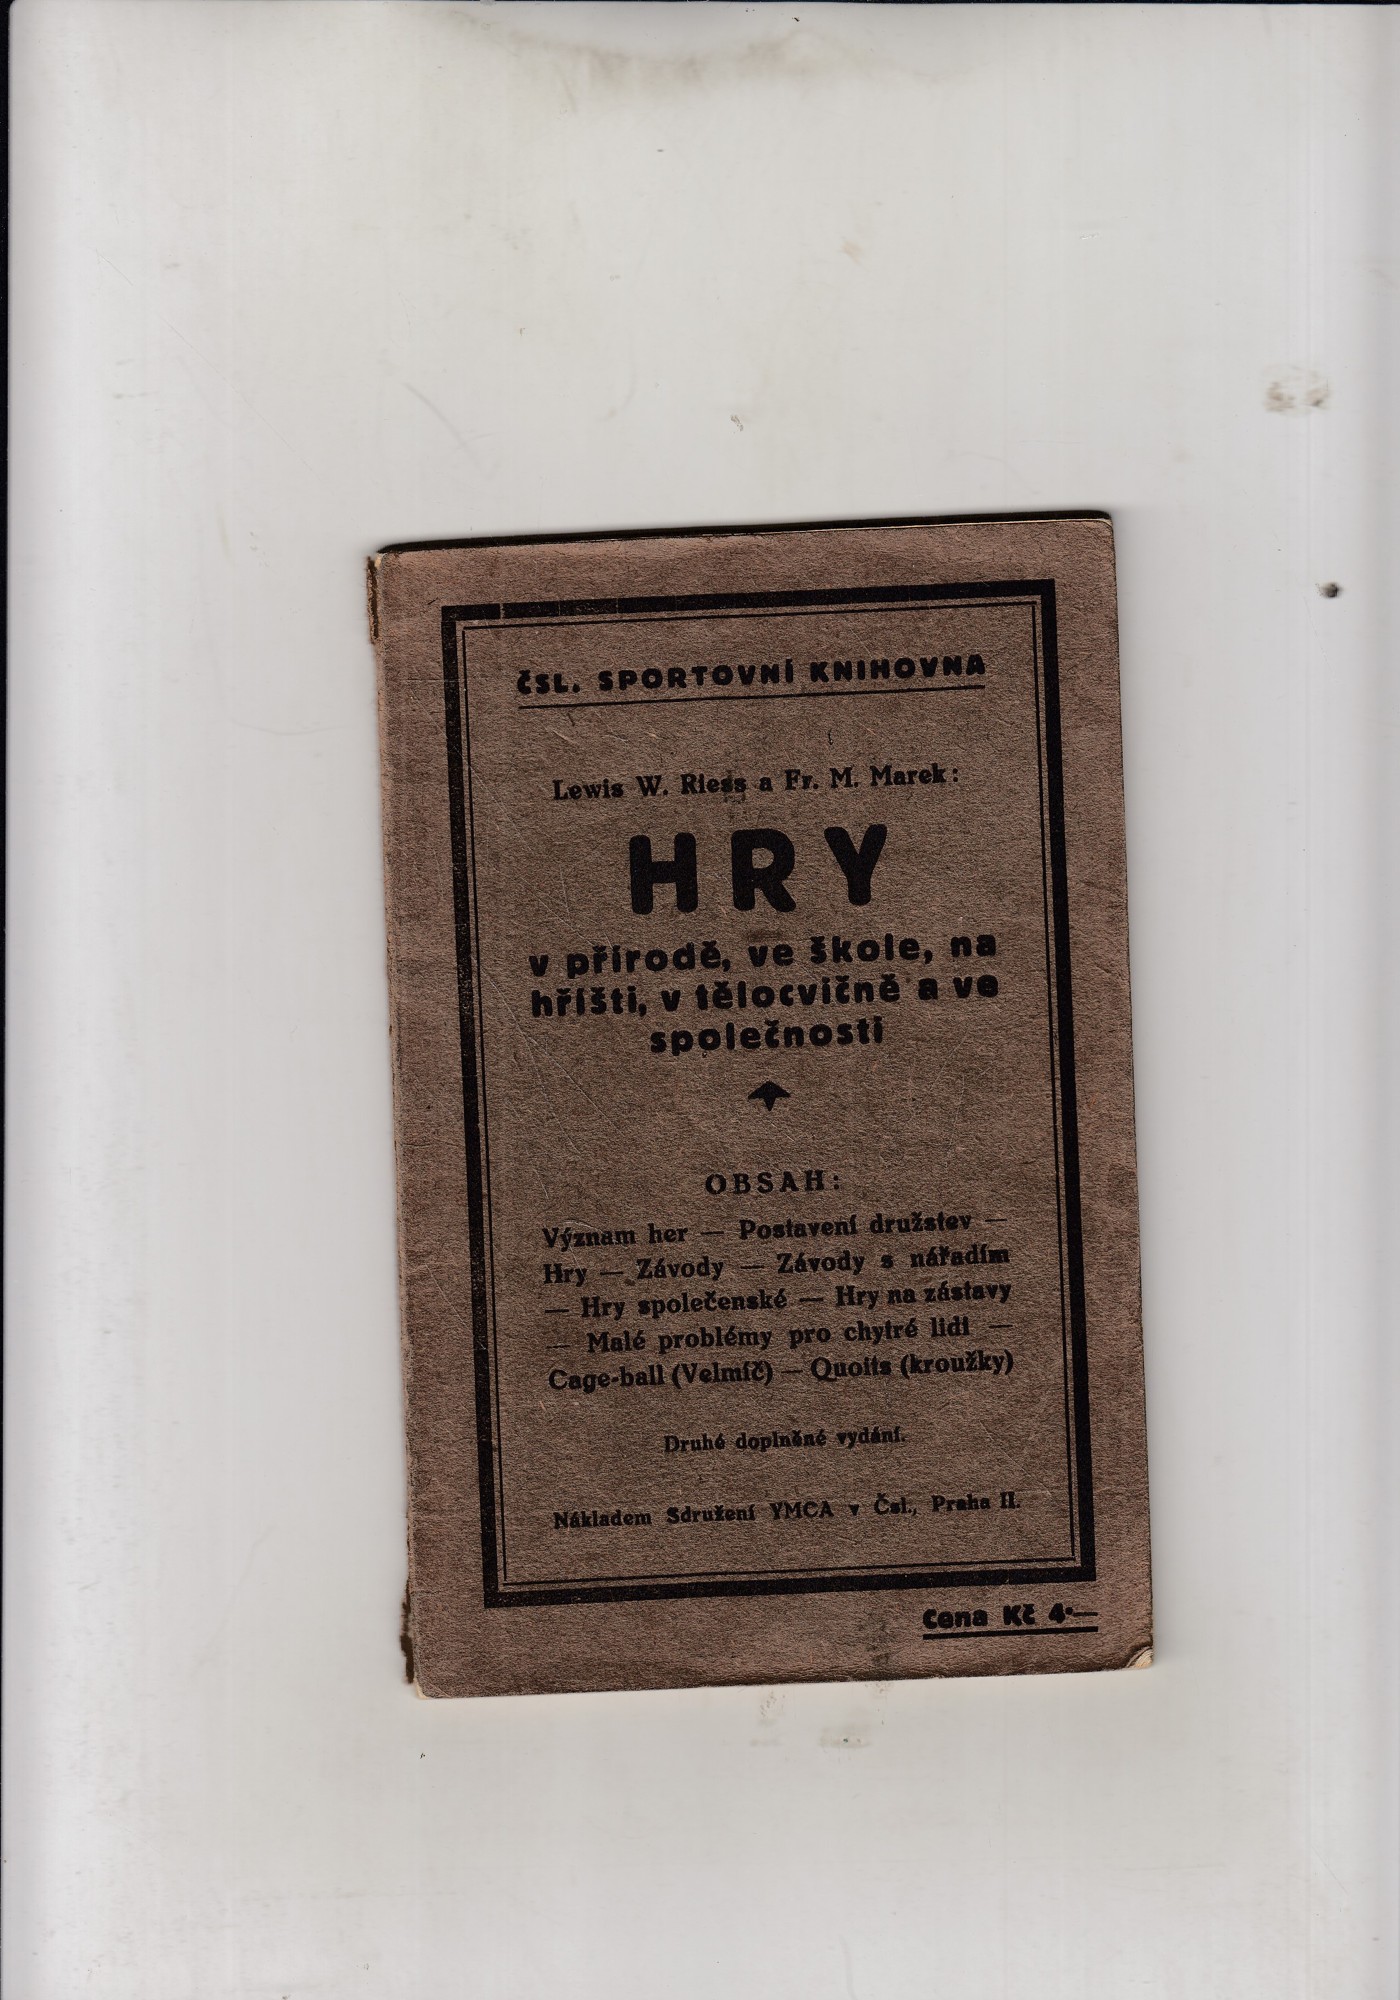 ČSL. SPORTOVNÍ KNIHOVNA
Lewis W. Riess a Fr. M. Marek:
HRY
v přírodě, ve škole, na
hřišti, v tělocvičně a ve
společnosti
OBSAH:
Význam her — Postavení družstev —
Hry — Závody — Závody s nářadím
— Hry společenské — Hry na zástavy
— Malé problémy pro chytré lidi —
Cage-ball (Velmíč) — Quoits (kroužky)
Druhé doplněné vydání.
Nákladem Sdružení YMCA v Čsl., Praha II.
Cena Kč 4·—